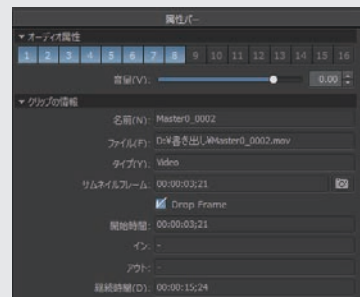 属性バー
▼ オーディオ属性
1 2 3 4 5 6 7 8 9 10 11 12 13 14 15 16
音量(V): 0.00
▼ クリップの情報
名前(N): Master0_0002
ファイル(F): D:¥書き出し¥Master0_0002.mov
タイプ(Y): Video
サムネイルフレーム: 00:00:03;21
Drop Frame
開始時間: 00:00:03;21
イン: -
アウト: -
継続時間(D): 00:00:15;24